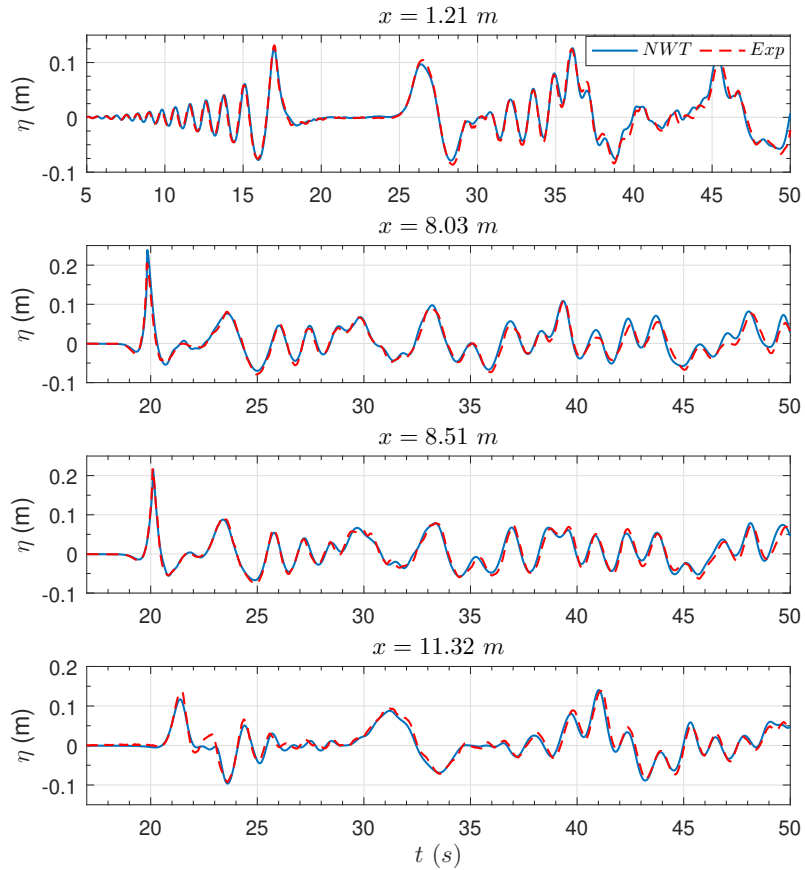 x = 1.21 m
NWT Exp
η (m)
0.1
0
-0.1
5 10 15 20 25 30 35 40 45 50
x = 8.03 m
η (m)
0.2
0.1
0
-0.1
20 25 30 35 40 45 50
x = 8.51 m
η (m)
0.2
0.1
0
-0.1
20 25 30 35 40 45 50
x = 11.32 m
η (m)
0.2
0.1
0
-0.1
20 25 30 35 40 45 50
t (s)